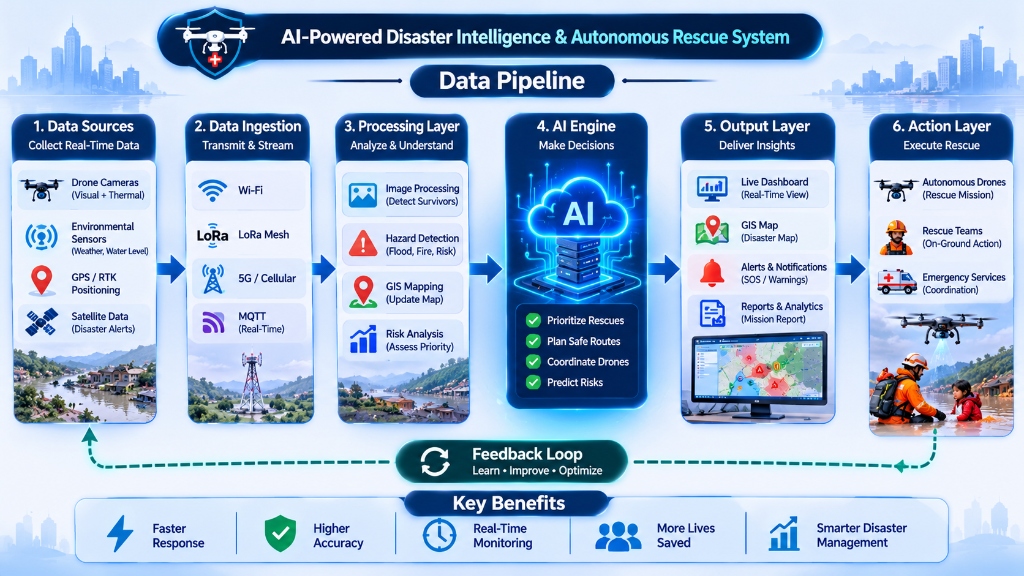 AI-Powered Disaster Intelligence & Autonomous Rescue System
Data Pipeline
1. Data Sources
Collect Real-Time Data
Drone Cameras
(Visual + Thermal)
Environmental
Sensors
(Weather, Water Level)
GPS / RTK
Positioning
Satellite Data
(Disaster Alerts)
2. Data Ingestion
Transmit & Stream
Wi-Fi
LoRa
LoRa Mesh
5G / Cellular
MQTT
(Real-Time)
3. Processing Layer
Analyze & Understand
Image Processing
(Detect Survivors)
Hazard Detection
(Flood, Fire, Risk)
GIS Mapping
(Update Map)
Risk Analysis
(Assess Priority)
4. AI Engine
Make Decisions
AI
Prioritize Rescues
Plan Safe Routes
Coordinate Drones
Predict Risks
5. Output Layer
Deliver Insights
Live Dashboard
(Real-Time View)
GIS Map
(Disaster Map)
Alerts & Notifications
(SOS / Warnings)
Reports & Analytics
(Mission Report)
6. Action Layer
Execute Rescue
Autonomous Drones
(Rescue Mission)
Rescue Teams
(On-Ground Action)
Emergency Services
(Coordination)
Feedback Loop
Learn • Improve • Optimize
Key Benefits
Faster
Response
Higher
Accuracy
Real-Time
Monitoring
More Lives
Saved
Smarter Disaster
Management